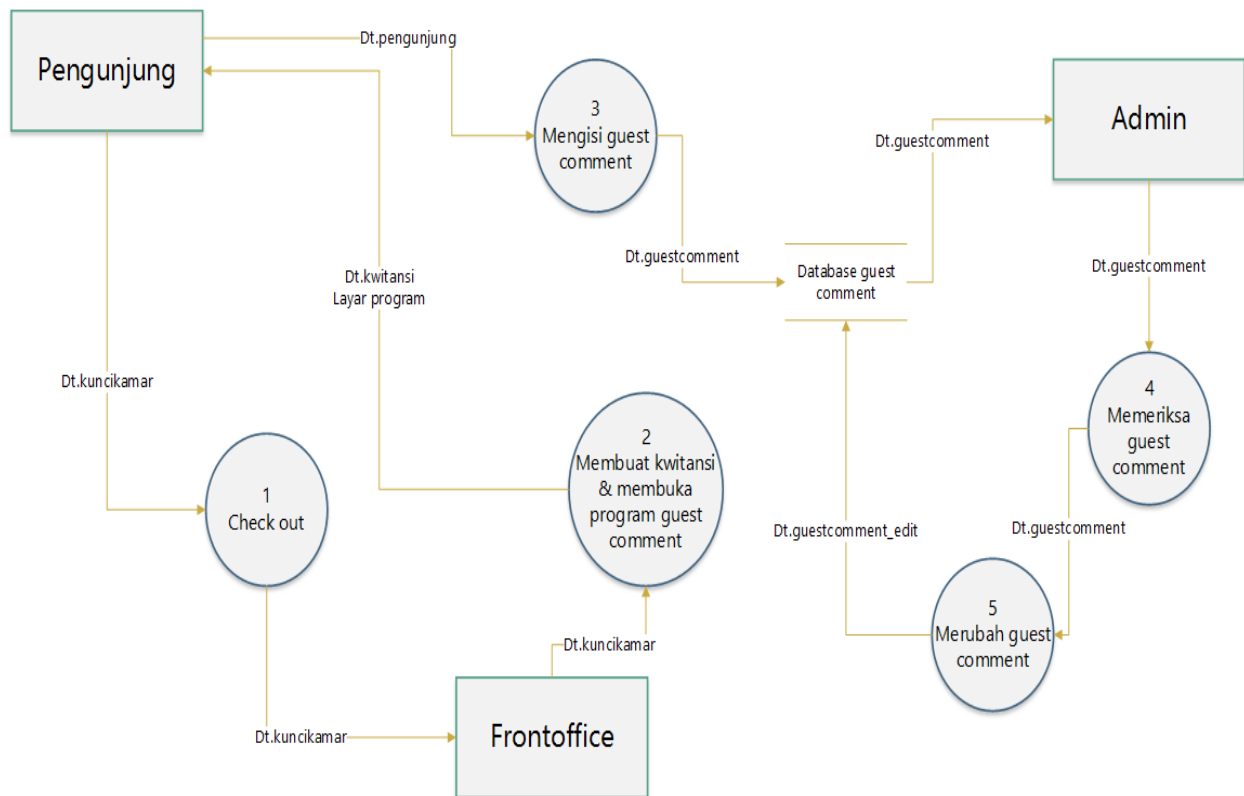 Pengunjung
Dt.pengunjung
3
Mengisi guest
comment
Admin
Dt.guestcomment
Dt.guestcomment
Database guest
comment
Dt.guestcomment
Dt.kwitansi
Layar program
Dt.kuncikamar
4
Memeriksa
guest
comment
2
Membuat kwitansi
& membuka
program guest
comment
1
Check out
Dt.guestcomment_edit
Dt.guestcomment
5
Merubah guest
comment
Dt.kuncikamar
Dt.kuncikamar
Frontoffice